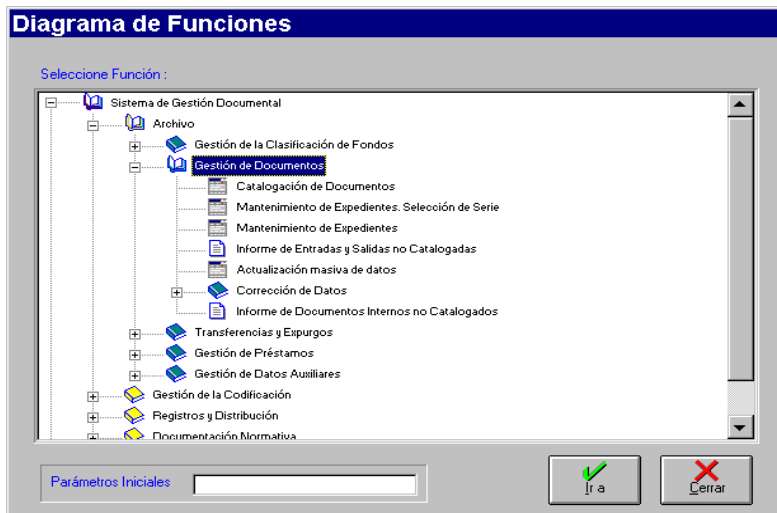 Diagrama de Funciones
Seleccione Función :
Sistema de Gestión Documental
Archivo
Gestión de la Clasificación de Fondos
Gestión de Documentos
Catalogación de Documentos
Mantenimiento de Expedientes. Selección de Serie
Mantenimiento de Expedientes
Informe de Entradas y Salidas no Catalogadas
Actualización masiva de datos
Corrección de Datos
Informe de Documentos Internos no Catalogados
Transferencias y Expurgos
Gestión de Préstamos
Gestión de Datos Auxiliares
Gestión de la Codificación
Registros y Distribución
Documentación Normativa
Parámetros Iniciales
Ir a
Cerrar